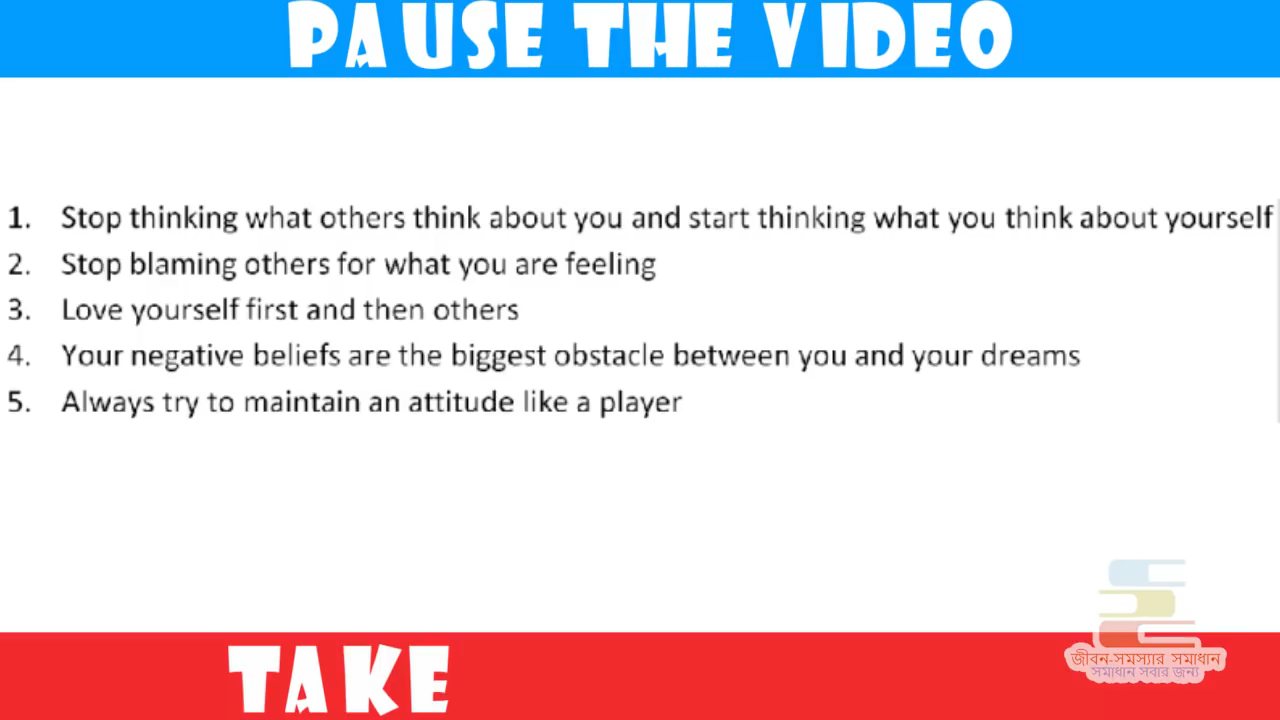 PAUSE THE VIDEO
1. Stop thinking what others think about you and start thinking what you think about yourself
2. Stop blaming others for what you are feeling
3. Love yourself first and then others
4. Your negative beliefs are the biggest obstacle between you and your dreams
5. Always try to maintain an attitude like a player
TAKE
জীবন-সমস্যার সমাধান
সমাধান সবার জন্য